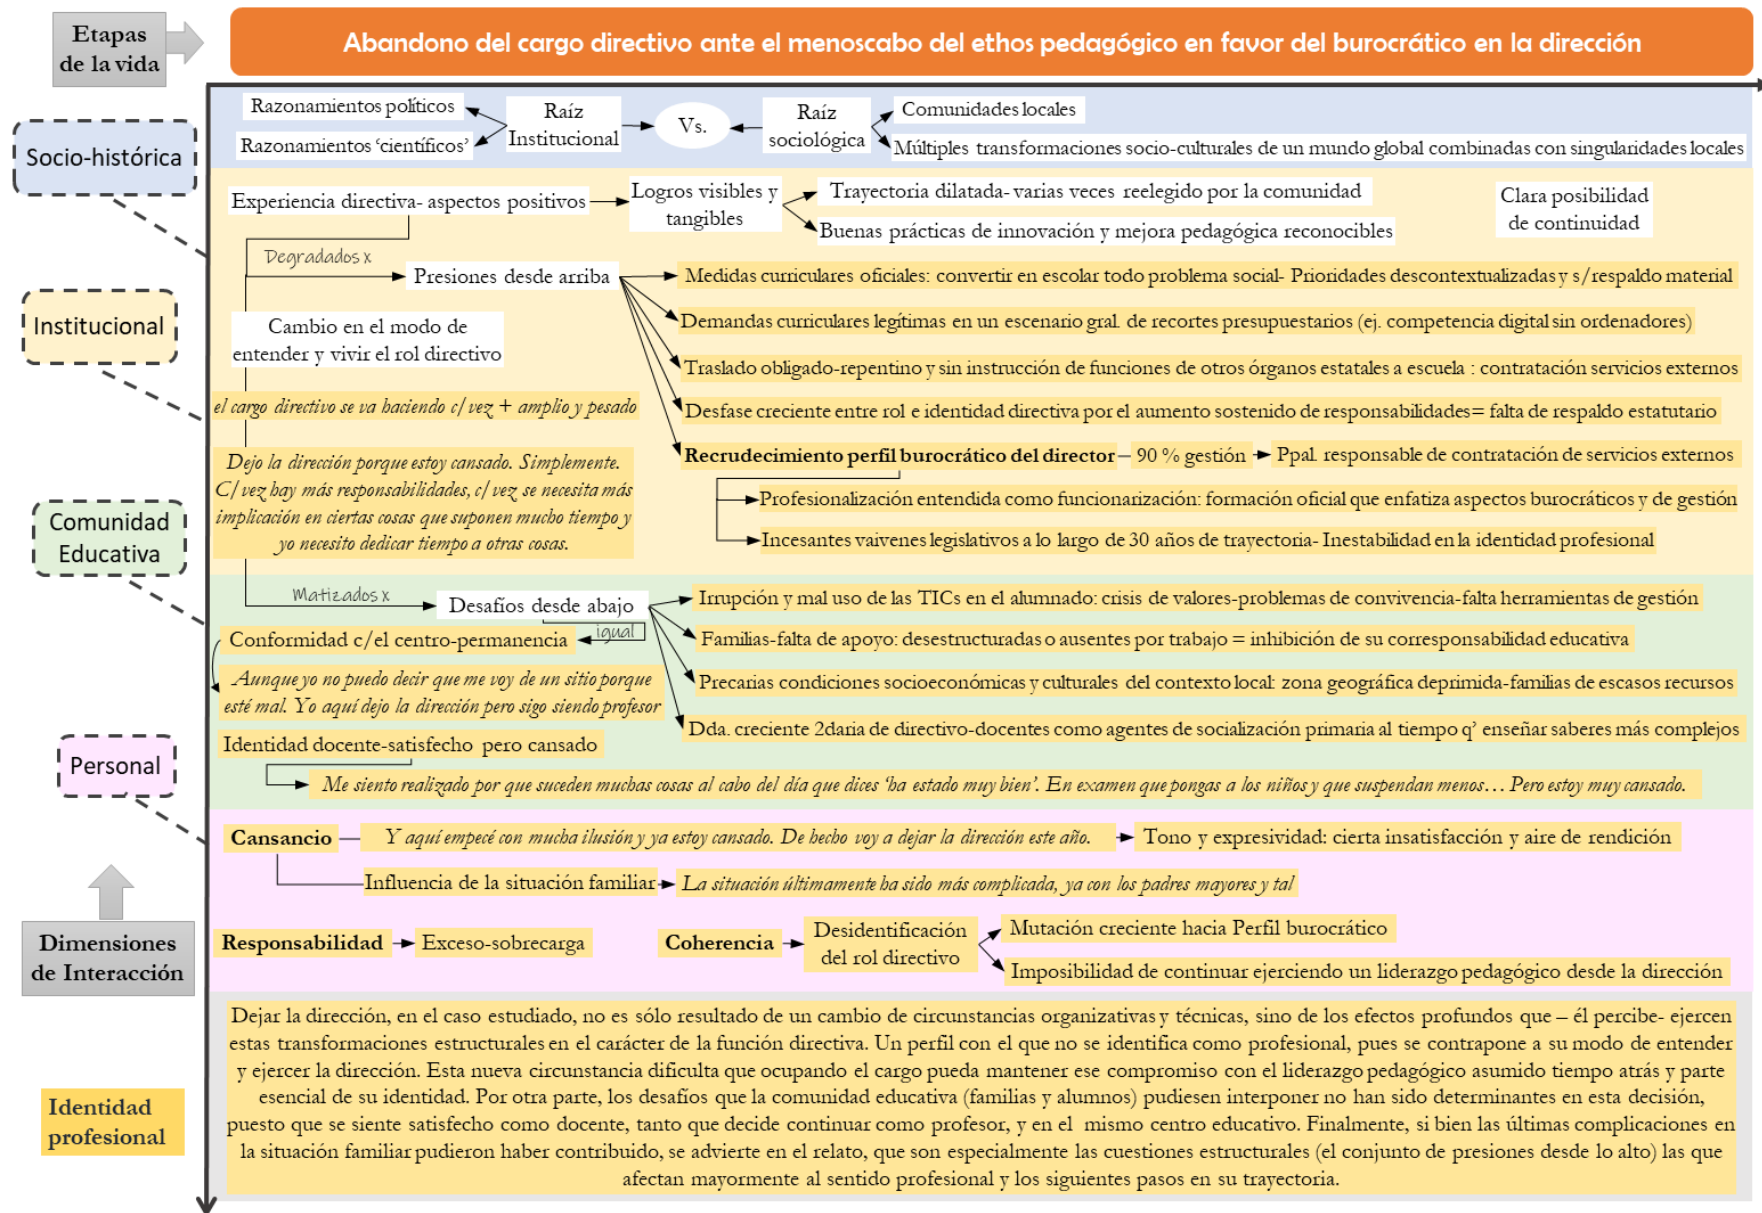 Etapas
de la vida
Abandono del cargo directivo ante el menoscabo del ethos pedagógico en favor del burocrático en la dirección
Socio-histórica
Razonamientos políticos
Razonamientos ‘científicos’
Raíz
Institucional
Vs.
Raíz
sociológica
Comunidades locales
Múltiples transformaciones socio-culturales de un mundo global combinadas con singularidades locales
Institucional
Experiencia directiva- aspectos positivos
Logros visibles y
tangibles
Trayectoria dilatada- varias veces reelegido por la comunidad
Buenas prácticas de innovación y mejora pedagógica reconocibles
Clara posibilidad
de continuidad
Degradados x
Presiones desde arriba
Medidas curriculares oficiales: convertir en escolar todo problema social- Prioridades descontextualizadas y s/respaldo material
Demandas curriculares legítimas en un escenario gral. de recortes presupuestarios (ej. competencia digital sin ordenadores)
Traslado obligado-repentino y sin instrucción de funciones de otros órganos estatales a escuela : contratación servicios externos
Desfase creciente entre rol e identidad directiva por el aumento sostenido de responsabilidades= falta de respaldo estatutario
Recrudecimiento perfil burocrático del director
90 % gestión
Ppal. responsable de contratación de servicios externos
Profesionalización entendida como funcionarización: formación oficial que enfatiza aspectos burocráticos y de gestión
Incesantes vaivenes legislativos a lo largo de 30 años de trayectoria- Inestabilidad en la identidad profesional
Cambio en el modo de
entender y vivir el rol directivo
el cargo directivo se va haciendo c/vez + amplio y pesado
Dejo la dirección porque estoy cansado. Simplemente.
C/vez hay más responsabilidades, c/vez se necesita más
implicación en ciertas cosas que suponen mucho tiempo y
yo necesito dedicar tiempo a otras cosas.
Comunidad
Educativa
Matizados x
Desafíos desde abajo
igual
Irrupción y mal uso de las TICs en el alumnado: crisis de valores-problemas de convivencia-falta herramientas de gestión
Familias-falta de apoyo: desestructuradas o ausentes por trabajo = inhibición de su corresponsabilidad educativa
Precarias condiciones socioeconómicas y culturales del contexto local: zona geográfica deprimida-familias de escasos recursos
Dda. creciente 2daria de directivo-docentes como agentes de socialización primaria al tiempo q’ enseñar saberes más complejos
Conformidad c/el centro-permanencia
Aunque yo no puedo decir que me voy de un sitio porque
esté mal. Yo aquí dejo la dirección pero sigo siendo profesor
Identidad docente-satisfecho pero cansado
Me siento realizado por que suceden muchas cosas al cabo del día que dices ‘ha estado muy bien’. En examen que pongas a los niños y que suspendan menos… Pero estoy muy cansado.
Personal
Cansancio
Y aquí empecé con mucha ilusión y ya estoy cansado. De hecho voy a dejar la dirección este año.
Tono y expresividad: cierta insatisfacción y aire de rendición
Influencia de la situación familiar
La situación últimamente ha sido más complicada, ya con los padres mayores y tal
Responsabilidad
Exceso-sobrecarga
Coherencia
Desidentificación
del rol directivo
Mutación creciente hacia Perfil burocrático
Imposibilidad de continuar ejerciendo un liderazgo pedagógico desde la dirección
Dimensiones
de Interacción
Identidad
profesional
Dejar la dirección, en el caso estudiado, no es sólo resultado de un cambio de circunstancias organizativas y técnicas, sino de los efectos profundos que – él percibe- ejercen
estas transformaciones estructurales en el carácter de la función directiva. Un perfil con el que no se identifica como profesional, pues se contrapone a su modo de entender
y ejercer la dirección. Esta nueva circunstancia dificulta que ocupando el cargo pueda mantener ese compromiso con el liderazgo pedagógico asumido tiempo atrás y parte
esencial de su identidad. Por otra parte, los desafíos que la comunidad educativa (familias y alumnos) pudiesen interponer no han sido determinantes en esta decisión,
puesto que se siente satisfecho como docente, tanto que decide continuar como profesor, y en el mismo centro educativo. Finalmente, si bien las últimas complicaciones en
la situación familiar pudieron haber contribuido, se advierte en el relato, que son especialmente las cuestiones estructurales (el conjunto de presiones desde lo alto) las que
afectan mayormente al sentido profesional y los siguientes pasos en su trayectoria.